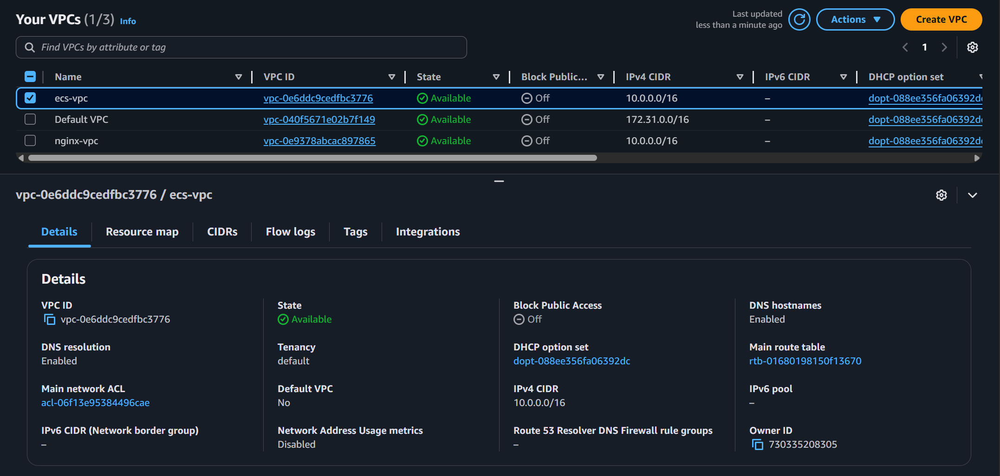 Your VPCs (1/3) Info
Last updated
less than a minute ago
Actions
Create VPC
Find VPCs by attribute or tag
1
Name VPC ID State Block Public... IPv4 CIDR IPv6 CIDR DHCP option set
ecs-vpc vpc-0e6ddc9cedfbc3776 Available Off 10.0.0.0/16 – dopt-088ee356fa06392dc
Default VPC vpc-040f5671e02b7f149 Available Off 172.31.0.0/16 – dopt-088ee356fa06392dc
nginx-vpc vpc-0e9378abcac897865 Available Off 10.0.0.0/16 – dopt-088ee356fa06392dc
vpc-0e6ddc9cedfbc3776 / ecs-vpc
Details Resource map CIDRs Flow logs Tags Integrations
Details
VPC ID State Block Public Access DNS hostnames
vpc-0e6ddc9cedfbc3776 Available Off Enabled
DNS resolution Tenancy DHCP option set Main route table
Enabled default dopt-088ee356fa06392dc rtb-01680198150f13670
Main network ACL Default VPC IPv4 CIDR IPv6 pool
acl-06f13e95384496cae No 10.0.0.0/16 –
IPv6 CIDR (Network border group) Network Address Usage metrics Route 53 Resolver DNS Firewall rule groups Owner ID
– Disabled – 730335208305